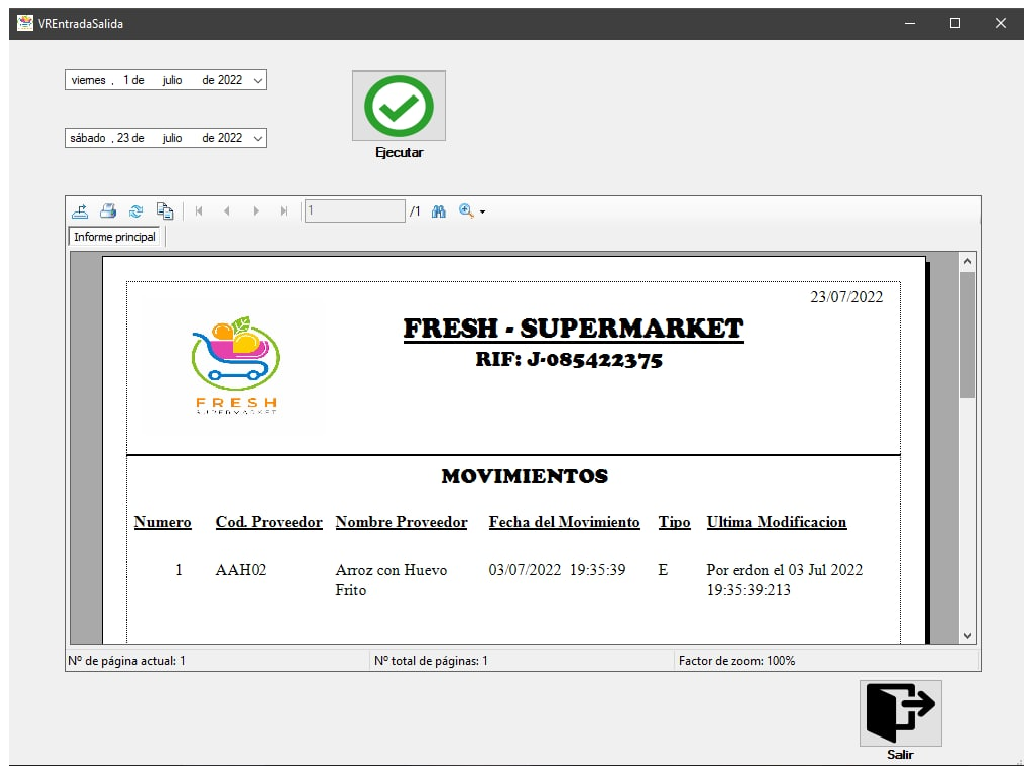 VREntradaSalida
viernes , 1 de julio de 2022
sábado , 23 de julio de 2022
Ejecutar
1 /1
Informe principal
23/07/2022
FRESH - SUPERMARKET
RIF: J-085422375
FRESH
SUPERMARKET
MOVIMIENTOS
Numero Cod. Proveedor Nombre Proveedor Fecha del Movimiento Tipo Ultima Modificacion
1 AAH02 Arroz con Huevo 03/07/2022 19:35:39 E Por erdon el 03 Jul 2022
Frito 19:35:39:213
Nº de página actual: 1 Nº total de páginas: 1 Factor de zoom: 100%
Salir